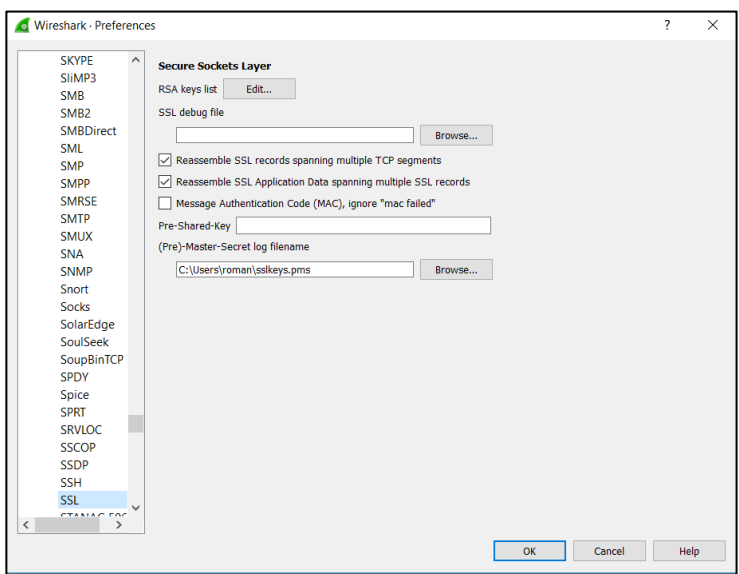 Wireshark · Preferences
?
SKYPE
SliMP3
SMB
SMB2
SMBDirect
SML
SMP
SMPP
SMRSE
SMTP
SMUX
SNA
SNMP
Snort
Socks
SolarEdge
SoulSeek
SoupBinTCP
SPDY
Spice
SPRT
SRVLOC
SSCOP
SSDP
SSH
SSL
Secure Sockets Layer
RSA keys list Edit...
SSL debug file
Browse...
Reassemble SSL records spanning multiple TCP segments
Reassemble SSL Application Data spanning multiple SSL records
Message Authentication Code (MAC), ignore "mac failed"
Pre-Shared-Key
(Pre)-Master-Secret log filename
C:\Users\roman\sslkeys.pms Browse...
OK Cancel Help